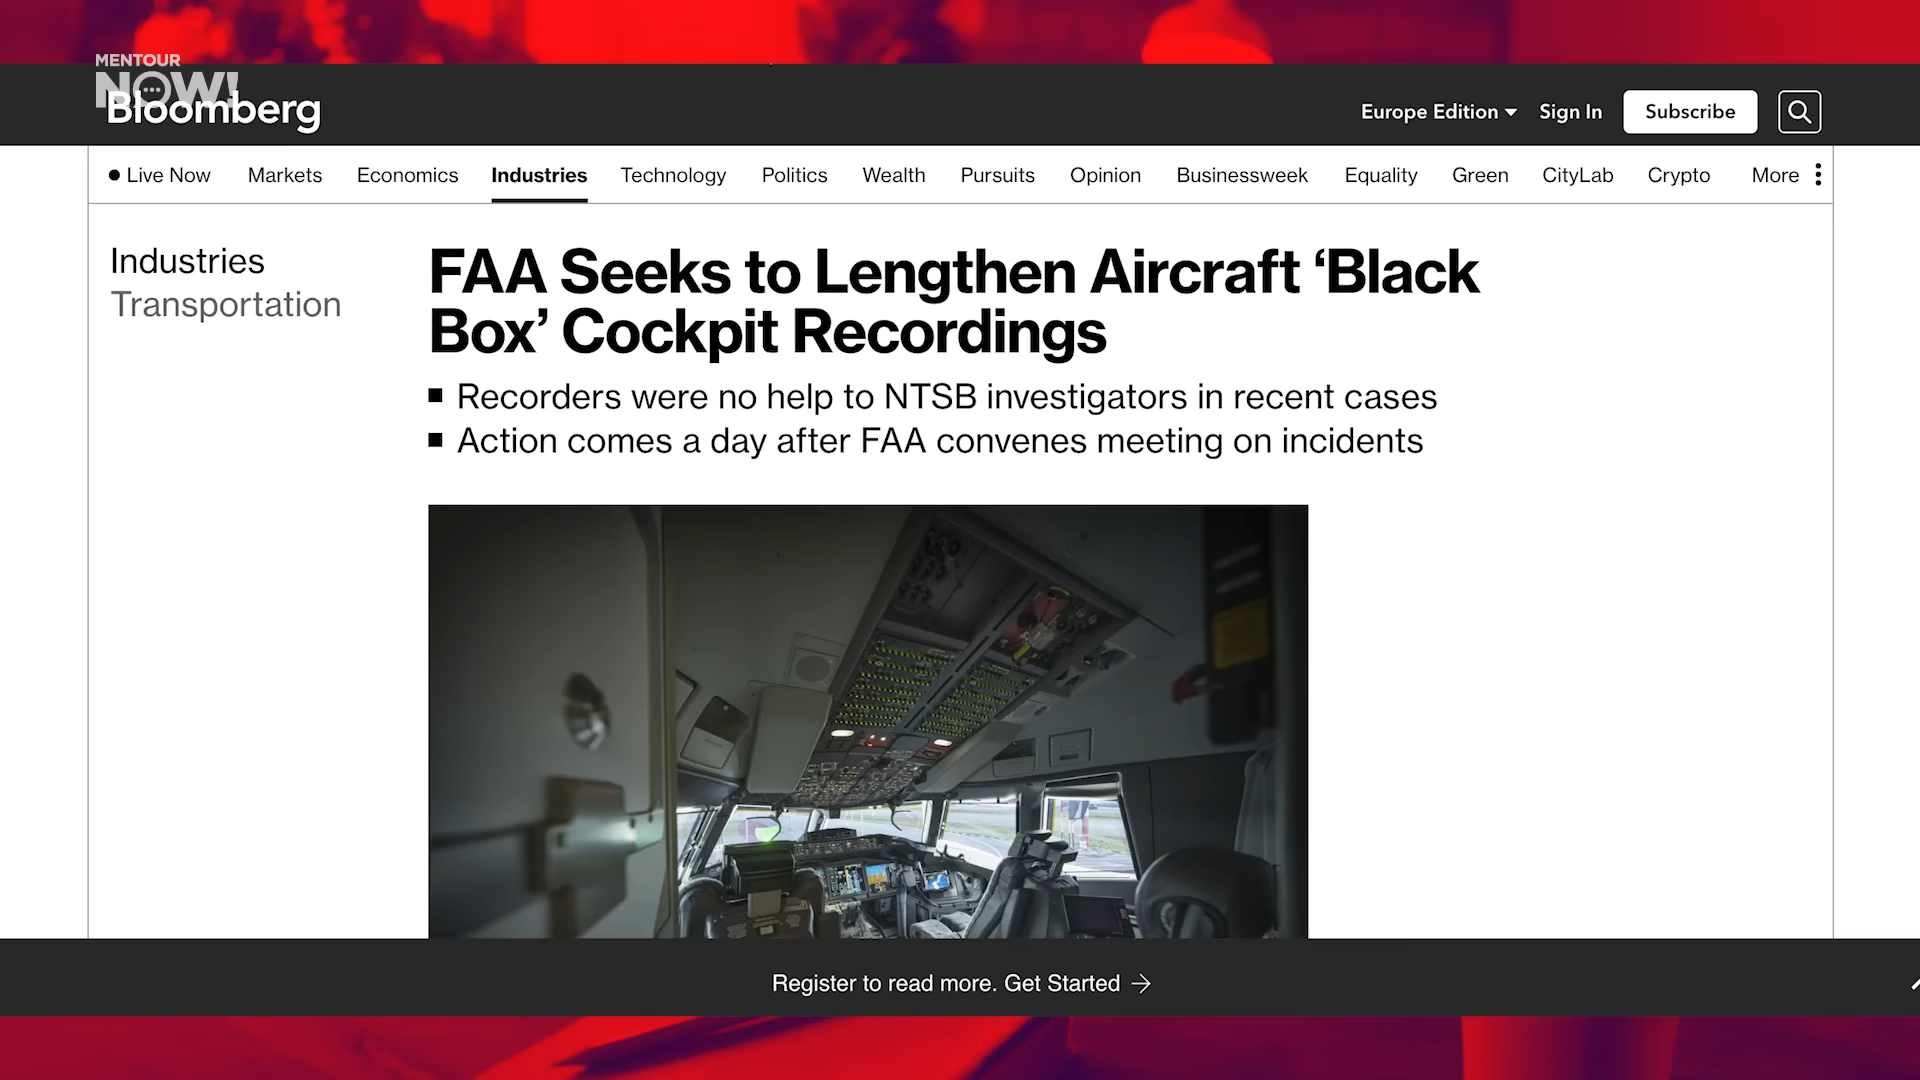 MENTOUR
NOW!
Bloomberg
Europe Edition
Sign In
Subscribe
Live Now
Markets
Economics
Industries
Technology
Politics
Wealth
Pursuits
Opinion
Businessweek
Equality
Green
CityLab
Crypto
More
Industries
Transportation
FAA Seeks to Lengthen Aircraft ‘Black
Box’ Cockpit Recordings
Recorders were no help to NTSB investigators in recent cases
Action comes a day after FAA convenes meeting on incidents
Register to read more. Get Started →